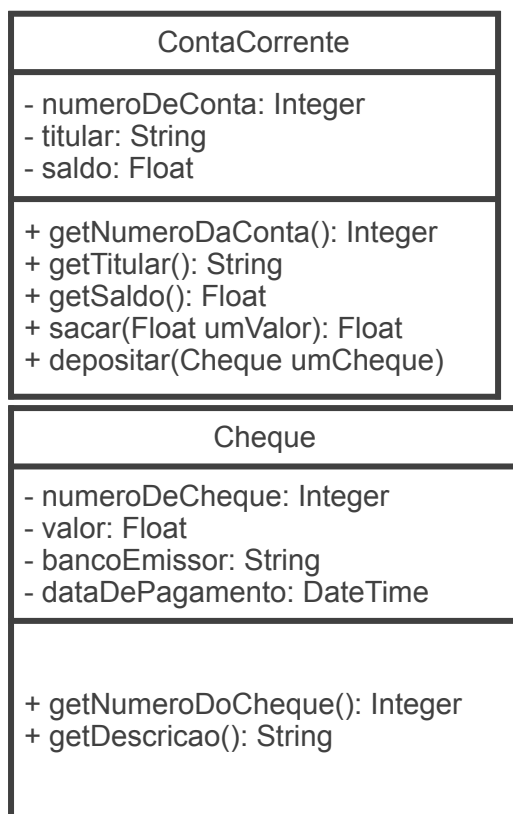 ContaCorrente
- numeroDeConta: Integer
- titular: String
- saldo: Float
+ getNumeroDaConta(): Integer
+ getTitular(): String
+ getSaldo(): Float
+ sacar(Float umValor): Float
+ depositar(Cheque umCheque)
Cheque
- numeroDeCheque: Integer
- valor: Float
- bancoEmissor: String
- dataDePagamento: DateTime
+ getNumeroDoCheque(): Integer
+ getDescricao(): String